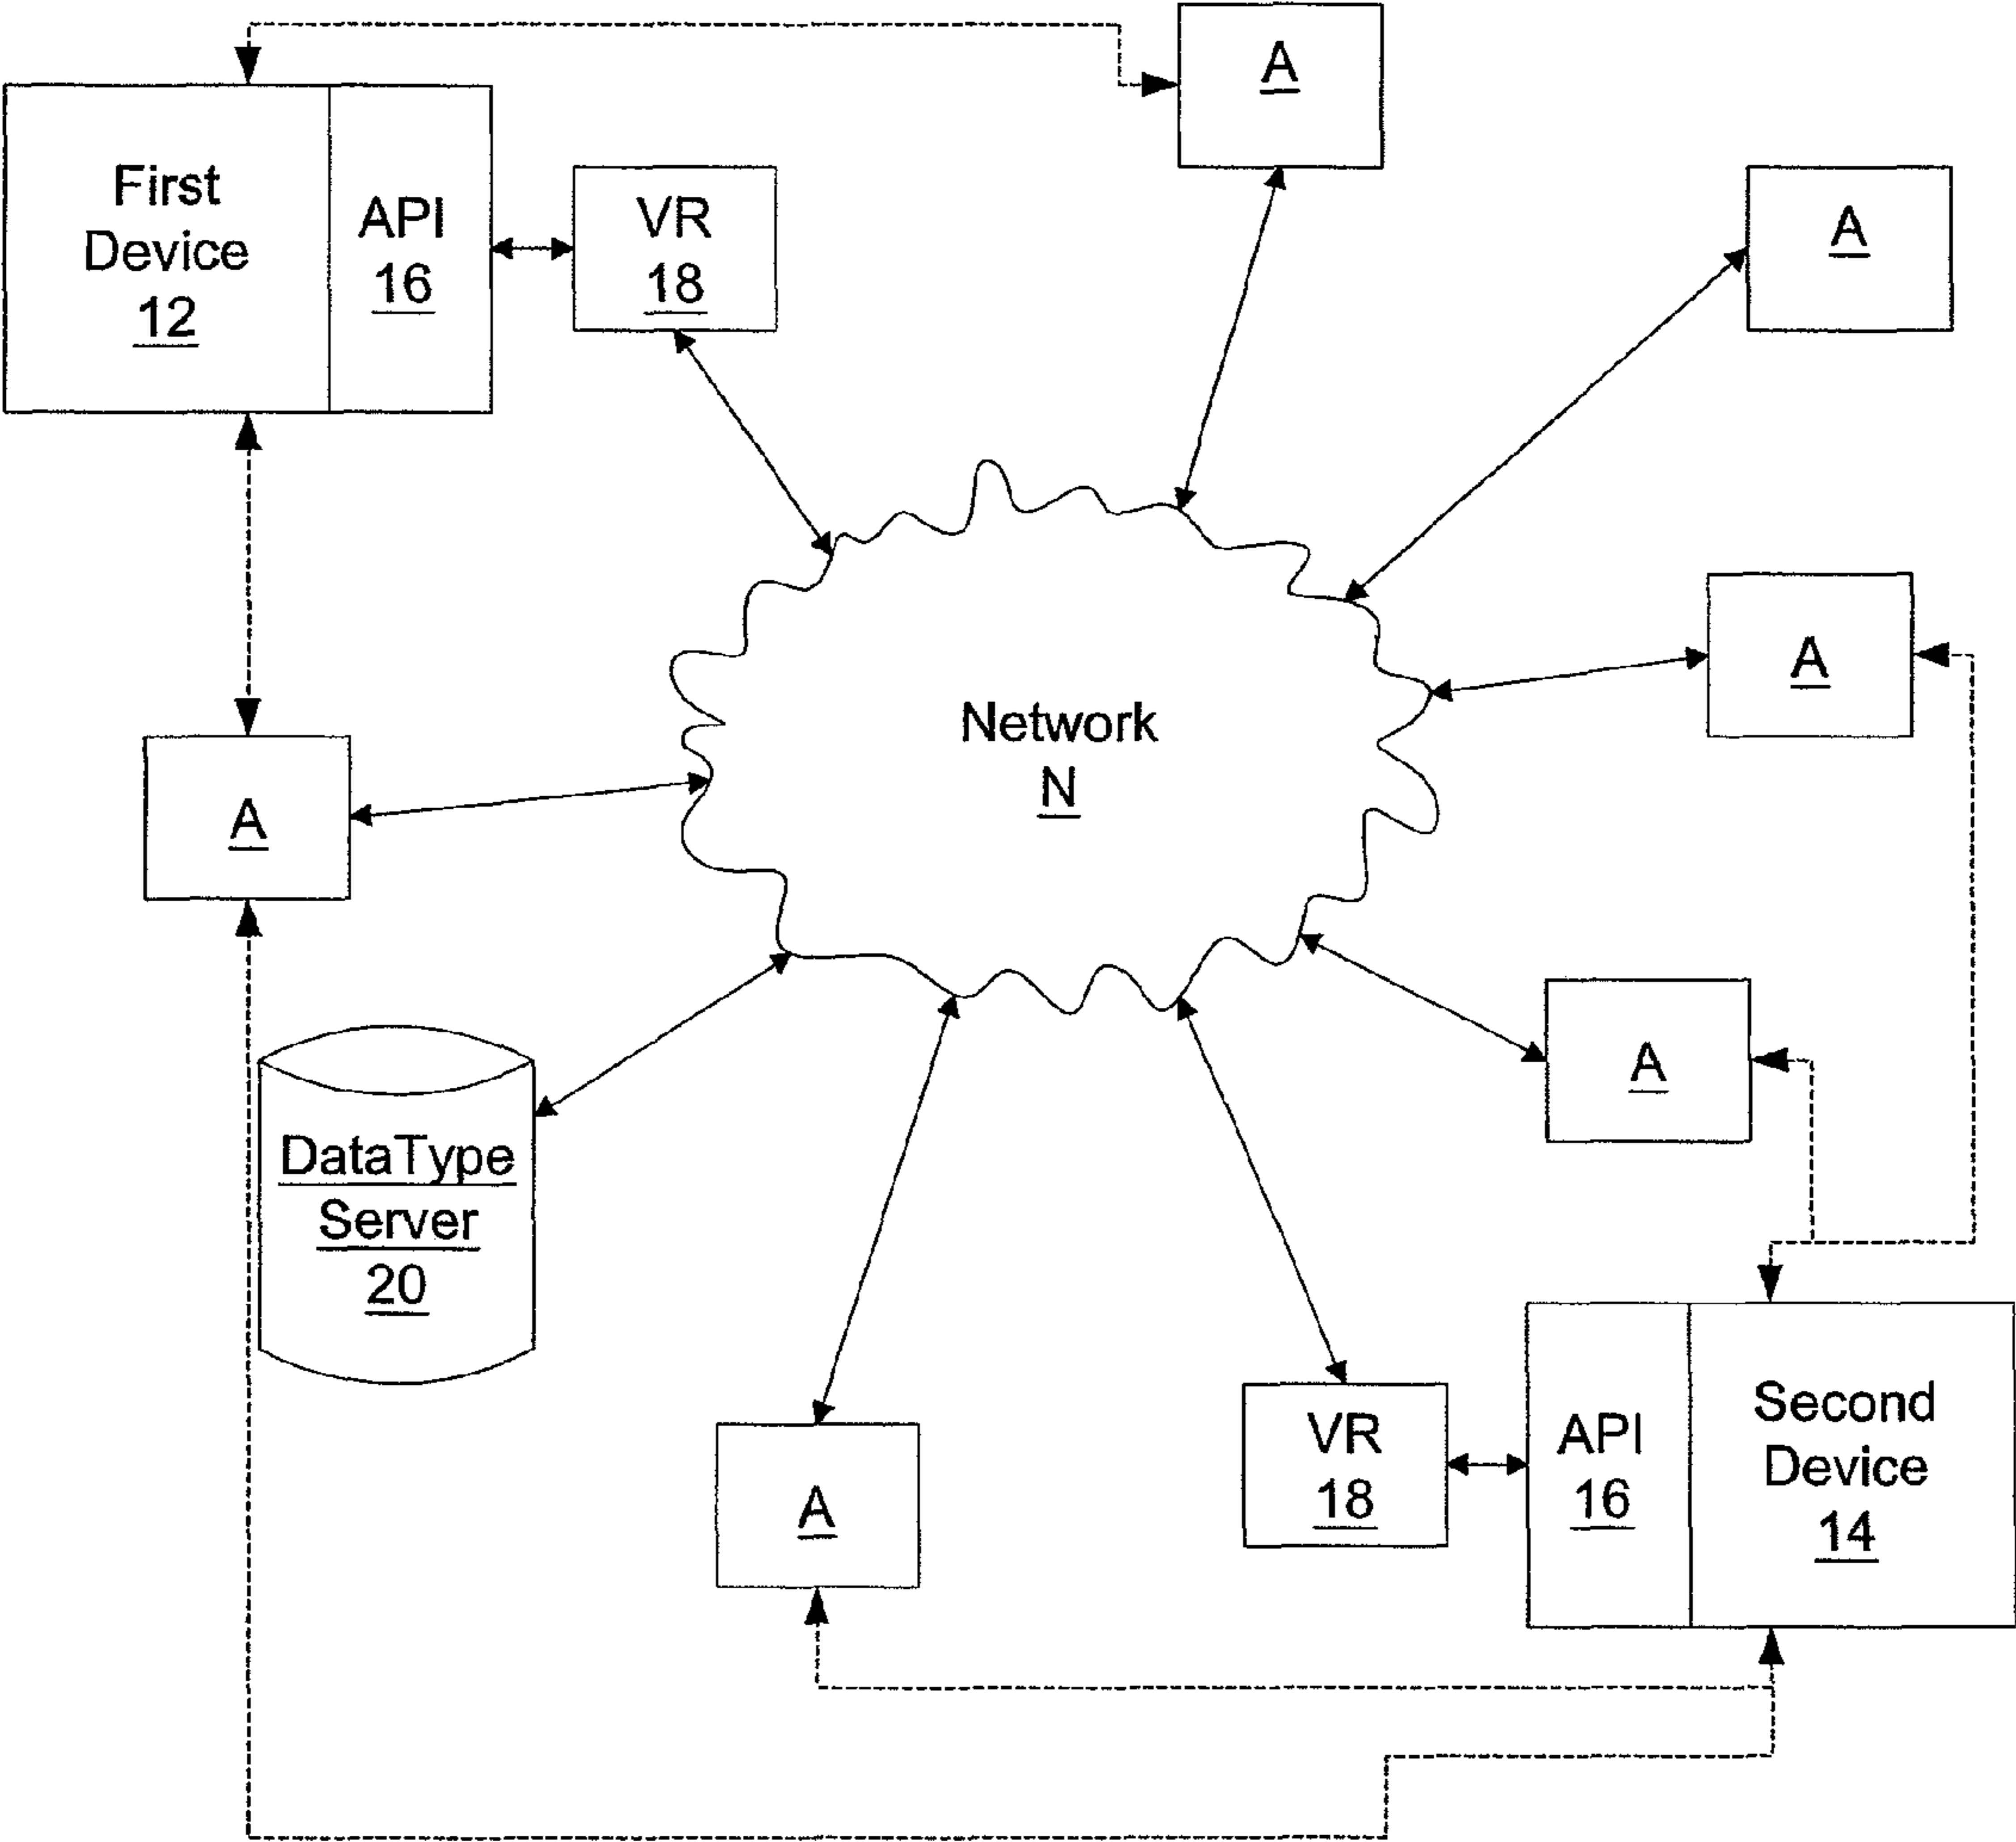 A
First
Device
12
API
16
VR
18
A
A
Network
N
A
A
DataType
Server
20
A
VR
18
API
16
Second
Device
14